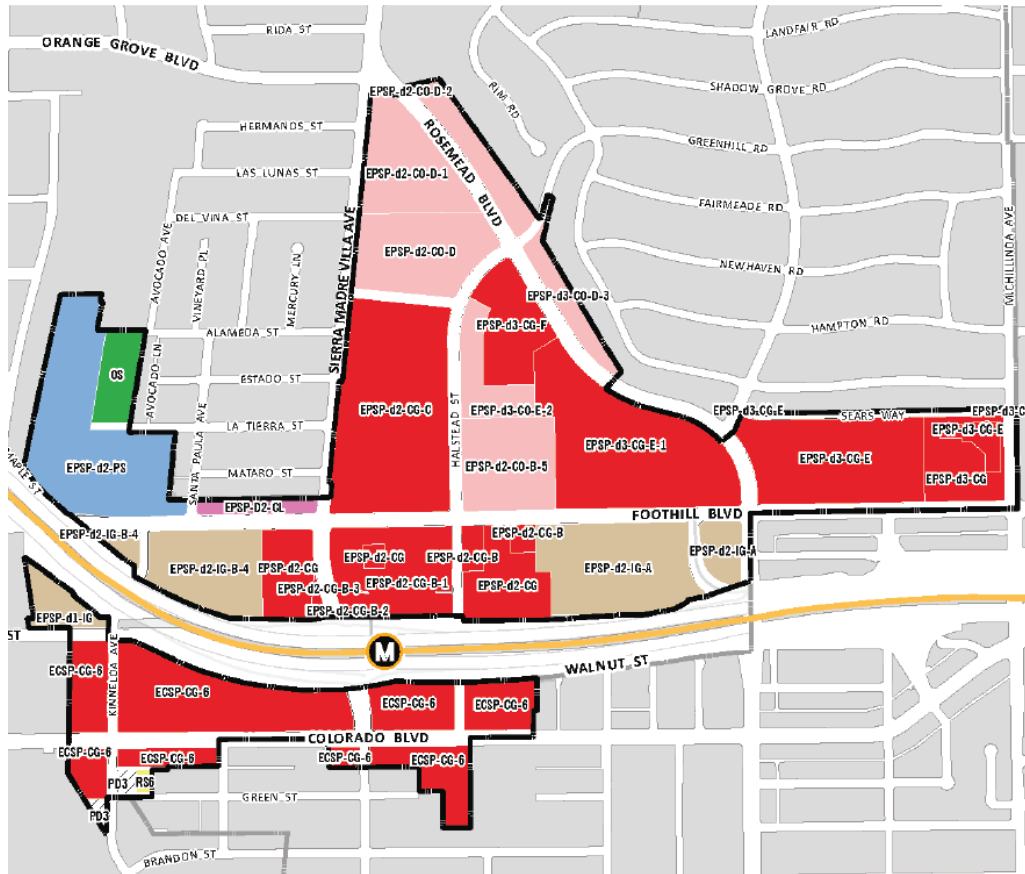 RIDA ST
LANDFAIR RD
ORANGE GROVE BLVD
SHADOW GROVE RD
RIM RD
EPSP-d2-CO-D-2
HERMANOS ST
ROSEMEAD BLVD
GREENHILL RD
LAS LUNAS ST
EPSP-d2-CO-D-1
FAIRMEADE RD
DEL VINA ST
AVOCADO AVE
VINEYARD PL
MERCURY LN
SIERRA MADRE VILLA AVE
EPSP-d2-CO-D
NEWHAVEN RD
MICHILLINDA AVE
EPSP-d3-CO-D-3
ALAMEDA ST
EPSP-d3-CG-F
HAMPTON RD
OS
AVOCADO LN
ESTADO ST
EPSP-d2-CG-C
HALSTEAD ST
EPSP-d3-CO-E-2
EPSP-d3-CG-E
SEARS WAY
EPSP-d3-C
LA TIERRA ST
SANTA PAULA AVE
EPSP-d3-CG-E-1
EPSP-d3-CG-E
EPSP-d3-CG-E
MAPLE ST
EPSP-d2-PS
MATARO ST
EPSP-d2-CO-B-5
EPSP-d3-CG
EPSP-D2-CL
FOOTHILL BLVD
EPSP-d2-IG-B-4
EPSP-d2-CG-B
EPSP-d2-IG-B-4
EPSP-d2-CG
EPSP-d2-CG
EPSP-d2-CG-B
EPSP-d2-IG-A
EPSP-d2-IG-A
EPSP-d2-CG-B-3
EPSP-d2-CG-B-1
EPSP-d2-CG
EPSP-d2-CG-B-2
EPSP-d1-IG
ST
M
WALNUT ST
ECSP-CG-6
KINNELOA AVE
ECSP-CG-6
ECSP-CG-6
ECSP-CG-6
COLORADO BLVD
ECSP-CG-6
ECSP-CG-6
ECSP-CG-6
ECSP-CG-6
PD3
RS6
GREEN ST
PD3
BRANDON ST